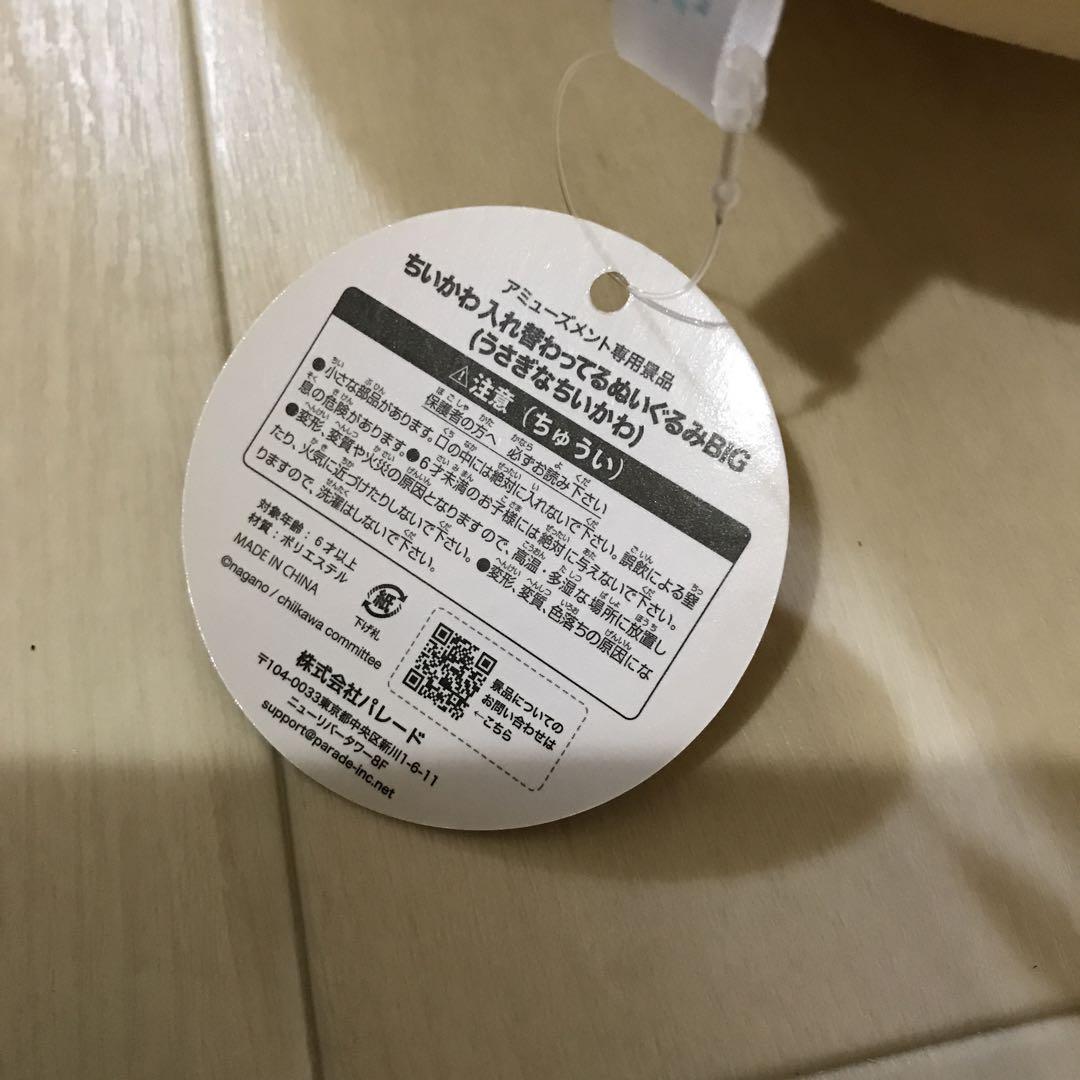 アミューズメント専用景品
ちいかわ 入れ替わってるぬいぐるみBIG
(うさぎなちいかわ)
⚠注意（ちゅうい）
保護者の方へ 必ずお読み下さい
●小さな部品があります。口の中には絶対に入れないで下さい。誤飲による窒
息の危険があります。●6才未満のお子様には絶対に与えないで下さい。
●変形、変質や火災の原因となりますので、高温・多湿な場所に放置し
たり、火気に近づけたりしないで下さい。●変形、変質、色落ちの原因にな
りますので、洗濯はしないで下さい。
対象年齢：6才以上
材質：ポリエステル
MADE IN CHINA
©nagano / chiikawa committee
紙
下げ札
景品についての
お問い合わせは
←こちら
株式会社パレード
〒104-0033東京都中央区新川1-6-11
ニューリバータワー8F
support@parade-inc.net